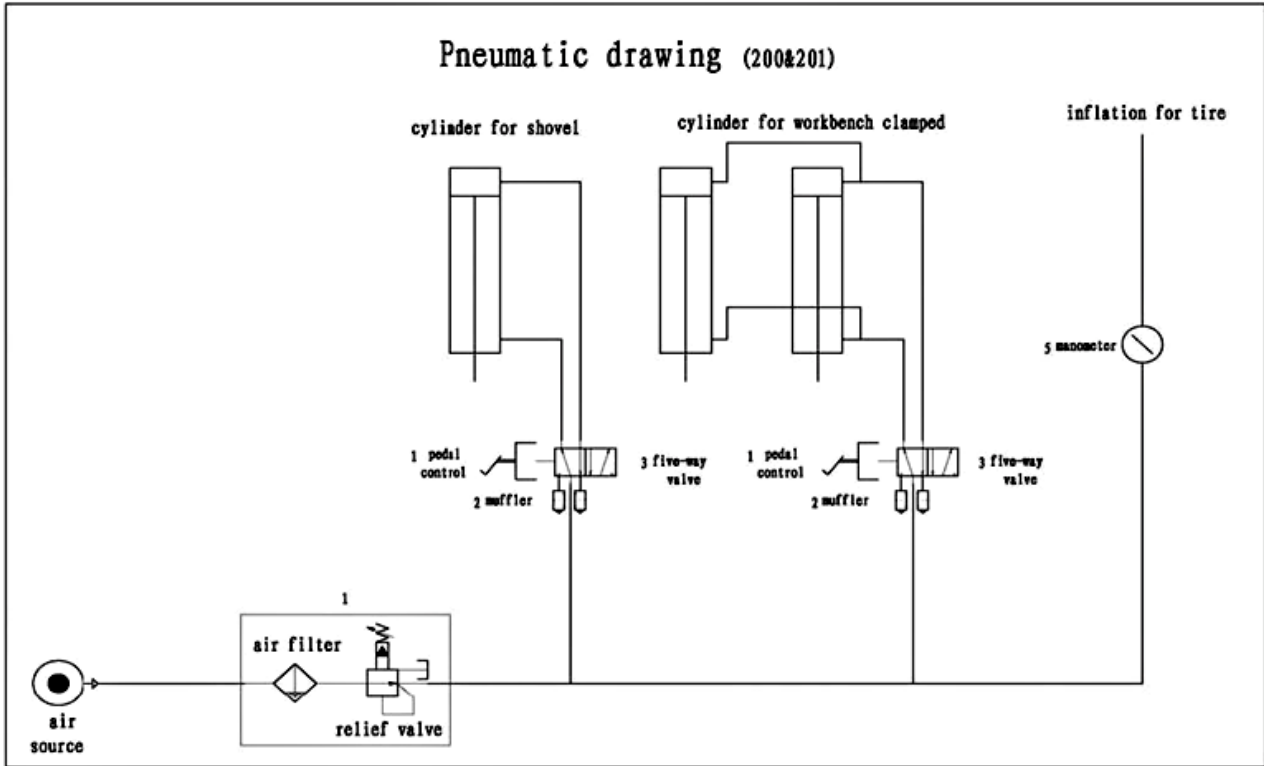 Pneumatic drawing (200&201)
cylinder for shovel
cylinder for workbench clamped
inflation for tire
5 manometer
1 pedal
control
3 five-way
valve
2 muffler
1 pedal
control
3 five-way
valve
2 muffler
1
air filter
relief valve
air
source